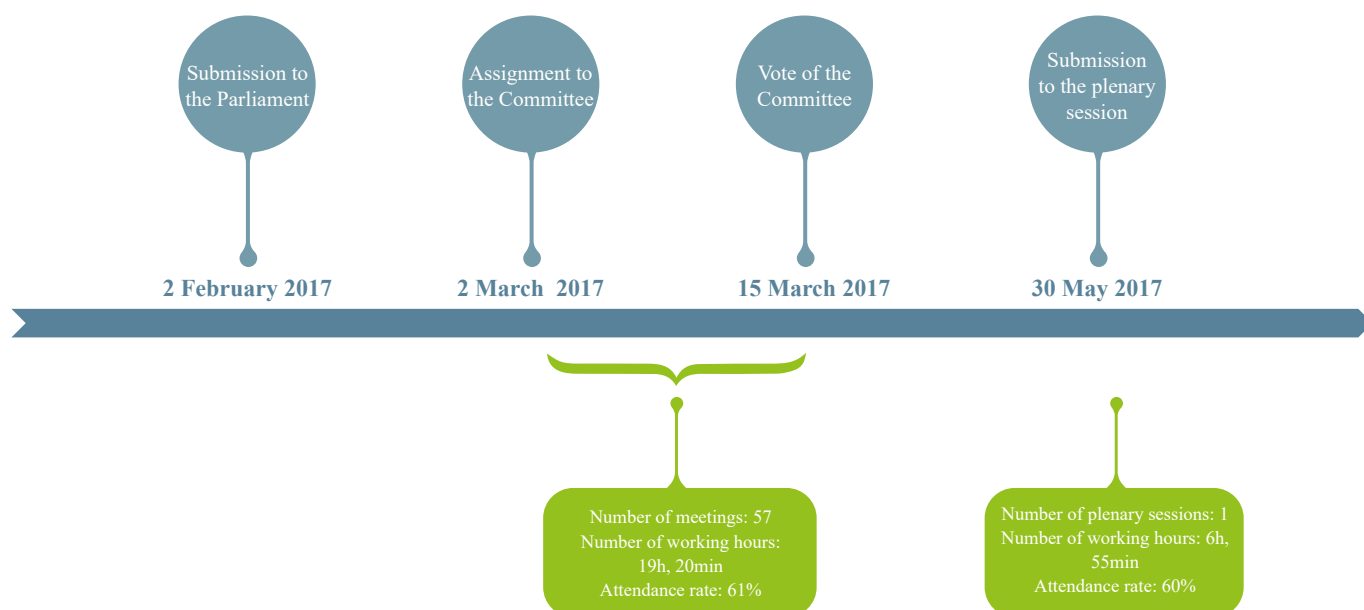 Submission to
the Parliament
Assignment to
the Committee
Vote of the
Committee
Submission
to the plenary
session
2 February 2017
2 March 2017
15 March 2017
30 May 2017
Number of meetings: 57
Number of working hours:
19h, 20min
Attendance rate: 61%
Number of plenary sessions: 1
Number of working hours: 6h,
55min
Attendance rate: 60%